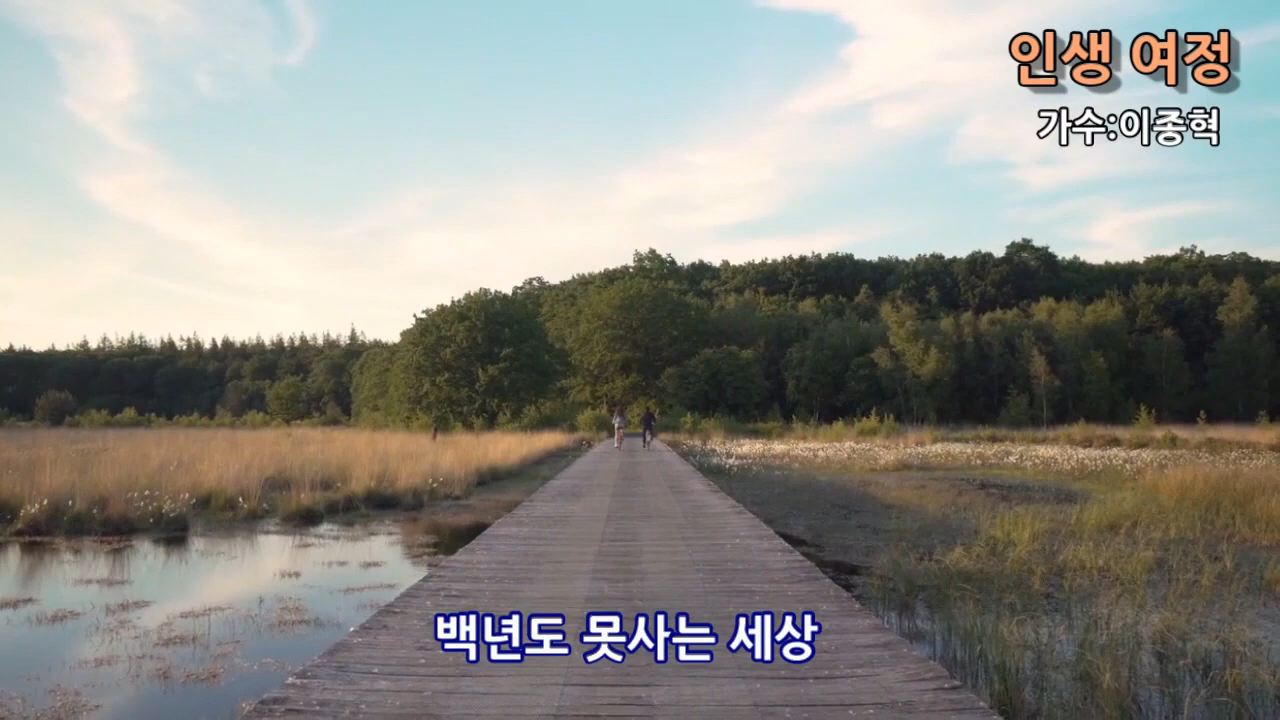 인생 여정
가수:이종혁
백년도 못사는 세상